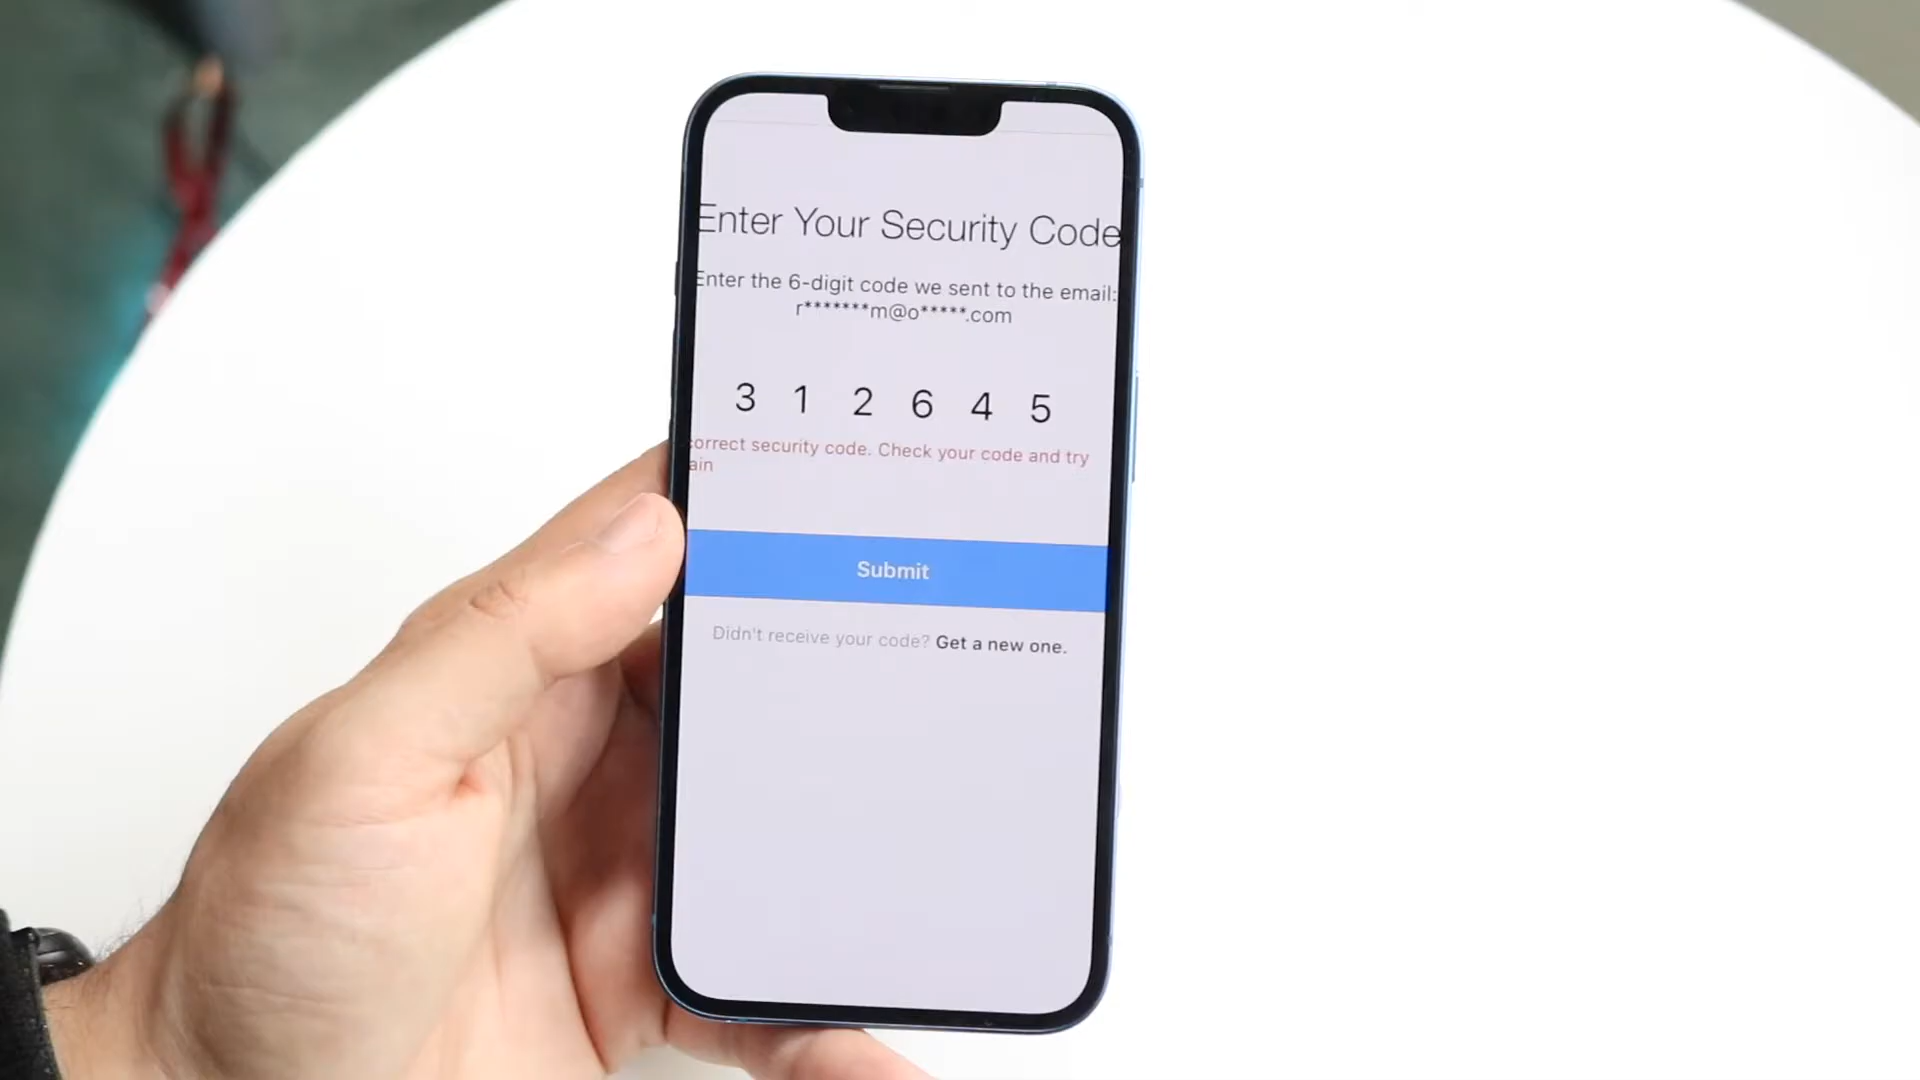 Enter Your Security Code
Enter the 6-digit code we sent to the email:
r*******m@o*****.com
3 1 2 6 4 5
correct security code. Check your code and try
ain
Submit
Didn't receive your code? Get a new one.